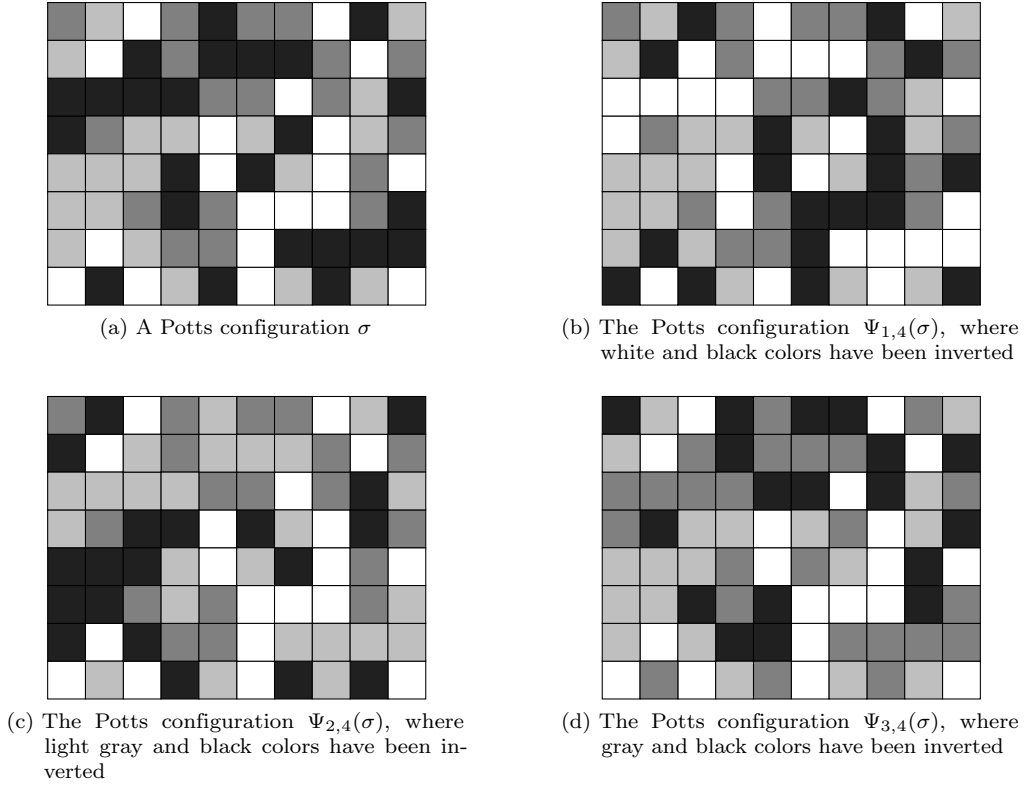 (a) A Potts configuration σ
(b) The Potts configuration Ψ₁,₄(σ), where
white and black colors have been inverted
(c) The Potts configuration Ψ₂,₄(σ), where
light gray and black colors have been in-
verted
(d) The Potts configuration Ψ₃,₄(σ), where
gray and black colors have been inverted